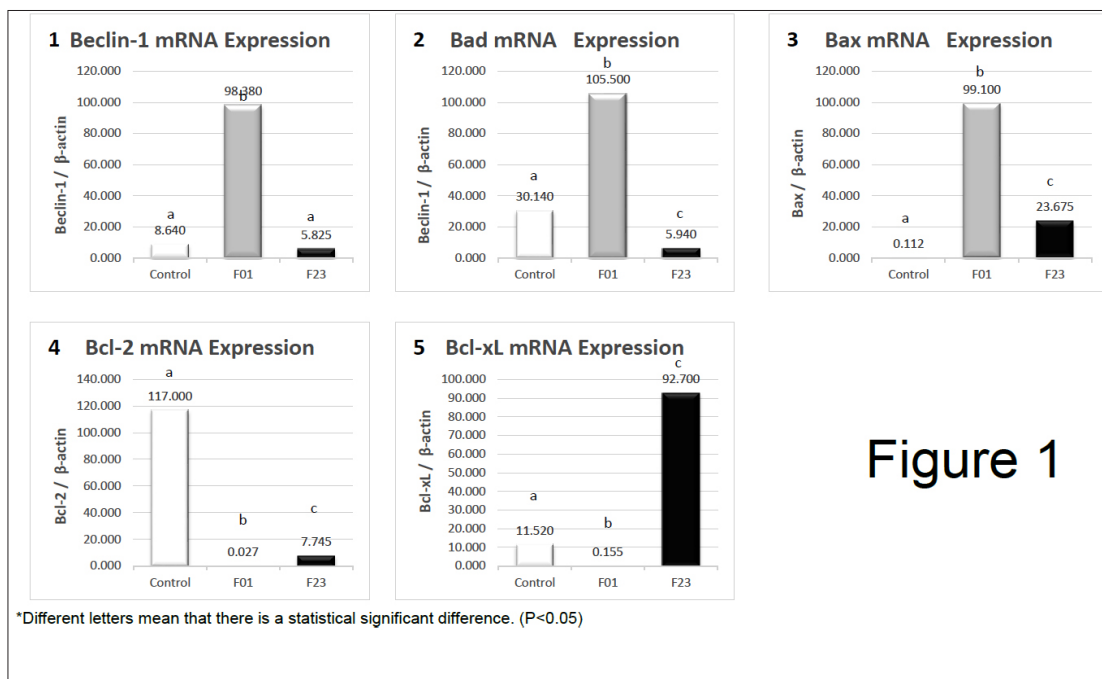 1 Beclin-1 mRNA Expression
120.000
100.000
80.000
60.000
40.000
20.000
0.000
Beclin-1 / β-actin
a
8.640
98.380
b
a
5.825
Control F01 F23
2 Bad mRNA Expression
120.000
100.000
80.000
60.000
40.000
20.000
0.000
Beclin-1 / β-actin
a
30.140
b
105.500
c
5.940
Control F01 F23
3 Bax mRNA Expression
120.000
100.000
80.000
60.000
40.000
20.000
0.000
Bax / β-actin
a
0.112
b
99.100
c
23.675
Control F01 F23
4 Bcl-2 mRNA Expression
140.000
120.000
100.000
80.000
60.000
40.000
20.000
0.000
Bcl-2 / β-actin
a
117.000
b
0.027
c
7.745
Control F01 F23
5 Bcl-xL mRNA Expression
100.000
90.000
80.000
70.000
60.000
50.000
40.000
30.000
20.000
10.000
0.000
Bcl-xL / β-actin
a
11.520
b
0.155
c
92.700
Control F01 F23
Figure 1
*Different letters mean that there is a statistical significant difference. (P<0.05)